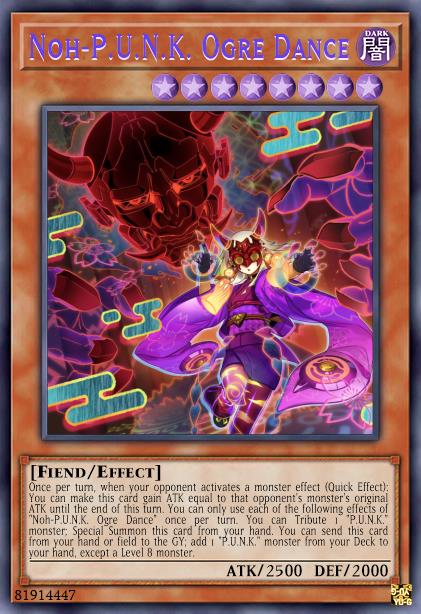 Noh-P.U.N.K. Ogre Dance
DARK
闇
[Fiend/Effect]
Once per turn, when your opponent activates a monster effect (Quick Effect):
You can make this card gain ATK equal to that opponent's monster's original
ATK until the end of this turn. You can only use each of the following effects of
"Noh-P.U.N.K. Ogre Dance" once per turn. You can Tribute 1 "P.U.N.K."
monster; Special Summon this card from your hand. You can send this card
from your hand or field to the GY; add 1 "P.U.N.K." monster from your Deck to
your hand, except a Level 8 monster.
ATK/2500 DEF/2000
81914447